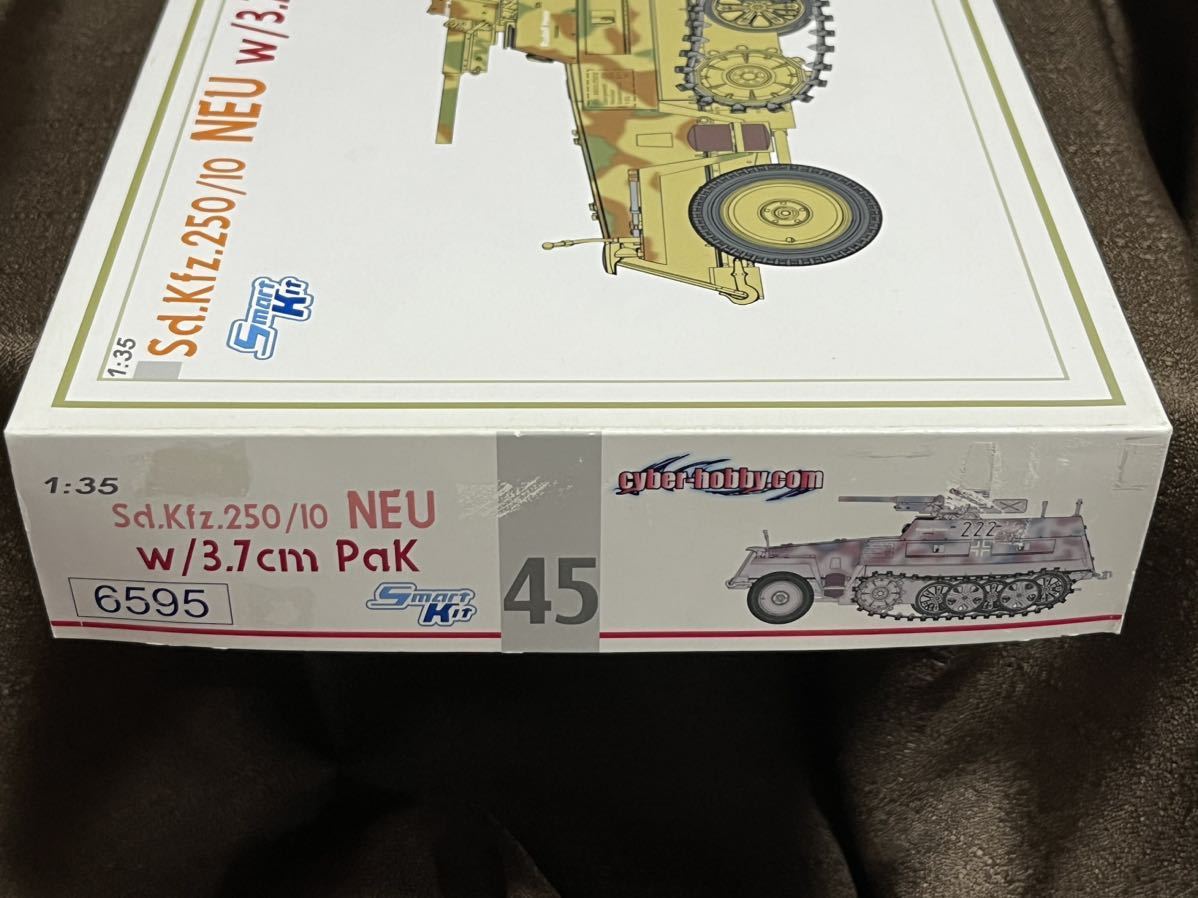 Sd.Kfz.250/10 NEU w/3.
1:35
Smart Kit
1:35
Sd.Kfz.250/10 NEU
w/3.7cm PaK
6595
Smart Kit
45
cyber-hobby.com
222